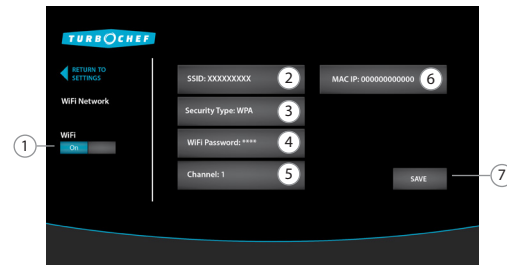 TURBOCHEF
RETURN TO
SETTINGS
WiFi Network
WiFi
On
1
SSID: XXXXXXXXX
2
Security Type: WPA
3
WiFi Password: ****
4
Channel: 1
5
MAC IP: 000000000000
6
SAVE
7